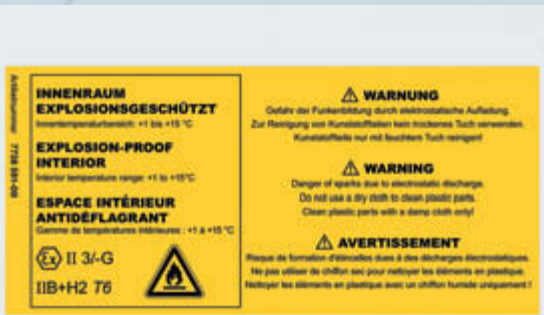 Artikelnummer 7758 591-00
INNENRAUM
EXPLOSIONSGESCHÜTZT
Innentemperaturbereich: +1 bis +15 °C
EXPLOSION-PROOF
INTERIOR
Interior temperature range: +1 to +15°C
ESPACE INTÉRIEUR
ANTIDÉFLAGRANT
Gamme de températures intérieures : +1 à +15 °C
Ex II 3/-G
IIB+H2 T6
WARNUNG
Gefahr der Funkenbildung durch elektrostatische Aufladung.
Zur Reinigung von Kunststoffteilen kein trockenes Tuch verwenden.
Kunststoffteile nur mit feuchtem Tuch reinigen!
WARNING
Danger of sparks due to electrostatic discharge.
Do not use a dry cloth to clean plastic parts.
Clean plastic parts with a damp cloth only!
AVERTISSEMENT
Risque de formation d'étincelles dues à des décharges électrostatiques.
Ne pas utiliser de chiffon sec pour nettoyer les éléments en plastique.
Nettoyer les éléments en plastique avec un chiffon humide uniquement !